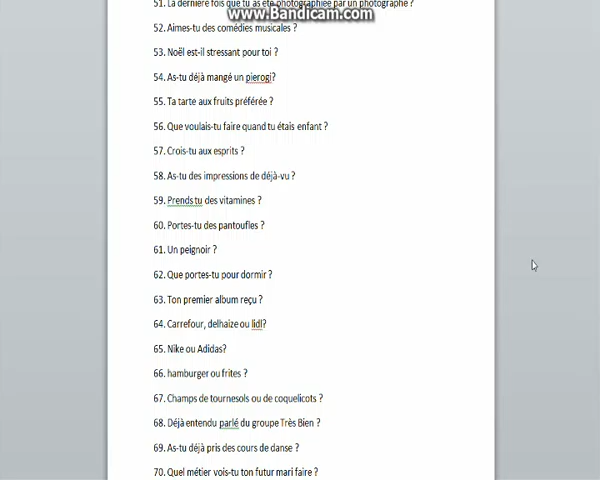 51. La dernière fois que tu as été photographiée par un photographe ?
www.Bandicam.com
52. Aimes-tu des comédies musicales ?
53. Noël est-il stressant pour toi ?
54. As-tu déjà mangé un pierogi?
55. Ta tarte aux fruits préférée ?
56. Que voulais-tu faire quand tu étais enfant ?
57. Crois-tu aux esprits ?
58. As-tu des impressions de déjà-vu ?
59. Prends tu des vitamines ?
60. Portes-tu des pantoufles ?
61. Un peignoir ?
62. Que portes-tu pour dormir ?
63. Ton premier album reçu ?
64. Carrefour, delhaize ou lidl?
65. Nike ou Adidas?
66. hamburger ou frites ?
67. Champs de tournesols ou de coquelicots ?
68. Déjà entendu parlé du groupe Très Bien ?
69. As-tu déjà pris des cours de danse ?
70. Quel métier vois-tu ton futur mari faire ?